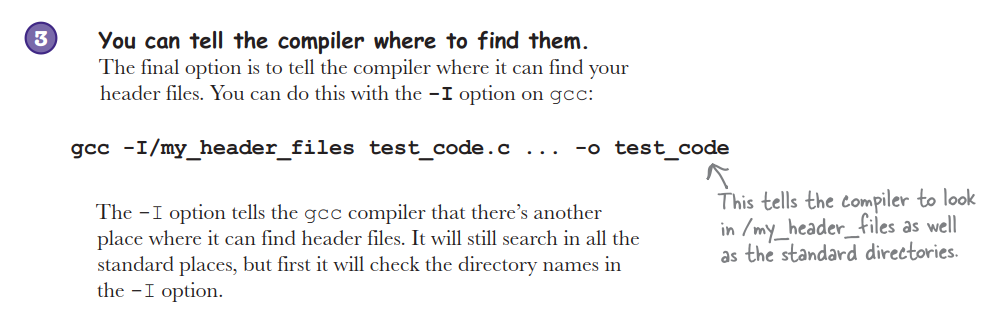 3 You can tell the compiler where to find them.
The final option is to tell the compiler where it can find your
header files. You can do this with the -I option on gcc:
gcc -I/my_header_files test_code.c ... -o test_code
This tells the compiler to look
in /my_header_files as well
as the standard directories.
The -I option tells the gcc compiler that there's another
place where it can find header files. It will still search in all the
standard places, but first it will check the directory names in
the -I option.